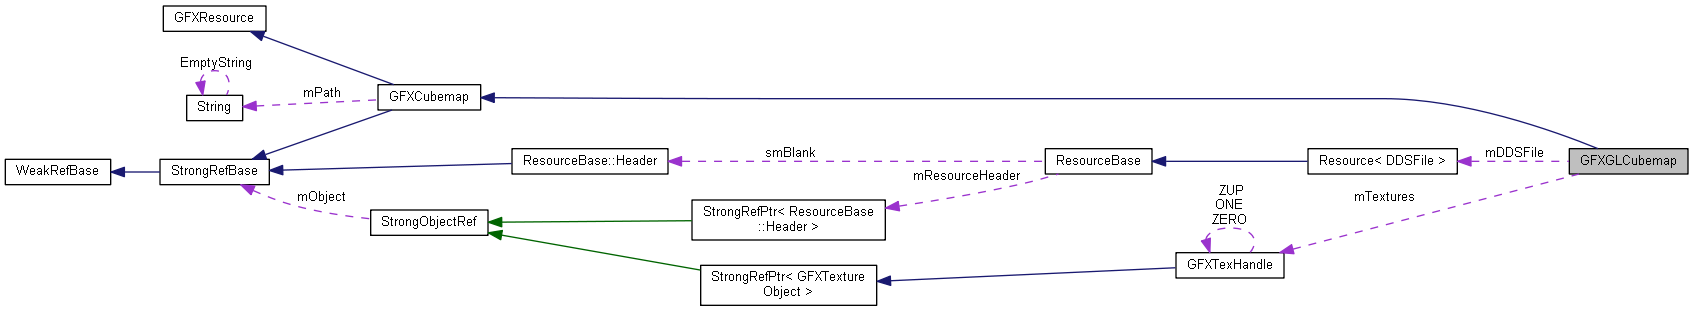 GFXResource
EmptyString
String
mPath
GFXCubemap
WeakRefBase
StrongRefBase
mObject
StrongObjectRef
ResourceBase::Header
smBlank
mResourceHeader
StrongRefPtr< ResourceBase
::Header >
StrongRefPtr< GFXTexture
Object >
ResourceBase
Resource< DDSFile >
mDDSFile
GFXGLCubemap
mTextures
ZUP
ONE
ZERO
GFXTexHandle